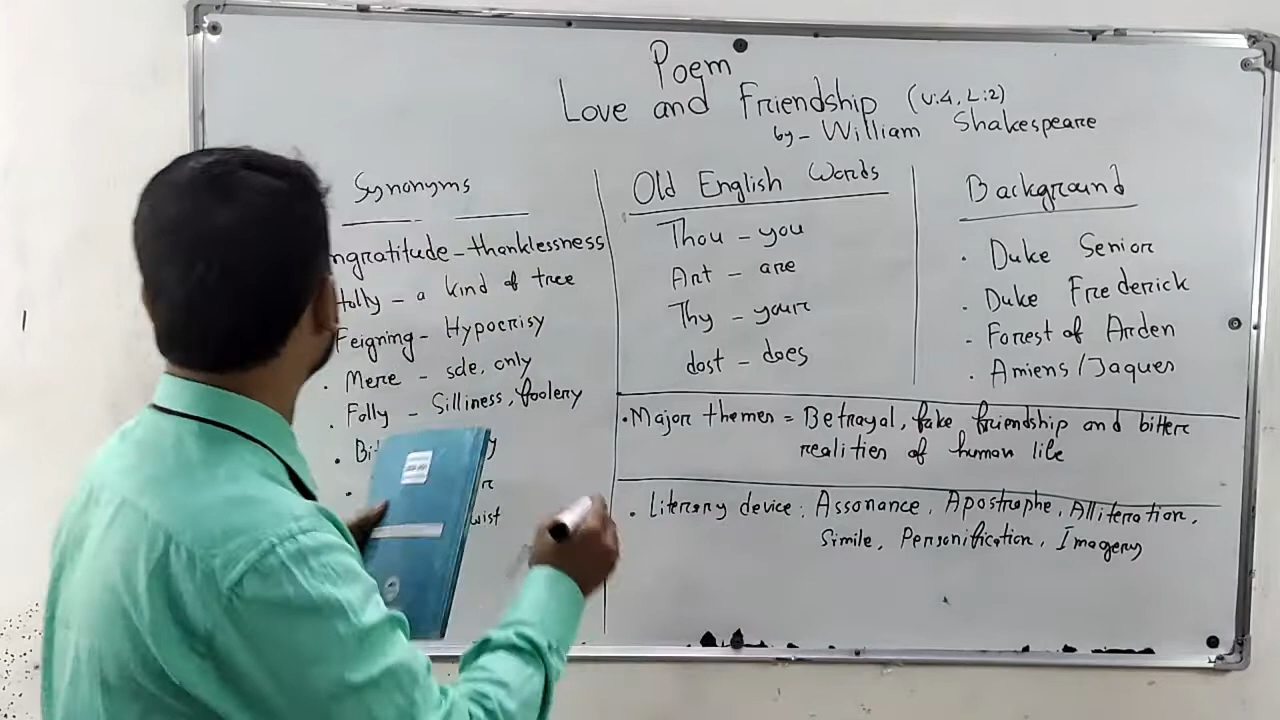 Poem
Love and Friendship (U:4, L:2)
by - William Shakespeare
Synonyms
ngratitude - thanklessness
Holly - a kind of tree
Feigning - Hypocrisy
. Mere - sole, only
. Folly - Silliness, foolery
. Bi
Old English Words
Thou - you
Art - are
Thy - your
dost - does
Background
. Duke Senior
. Duke Frederick
. Forest of Arden
. Amiens/Jaques
. Major themes = Betrayal, fake friendship and bitter
realities of human life
. Literary device : Assonance, Apostrophe, Alliteration,
Simile, Personification, Imagery